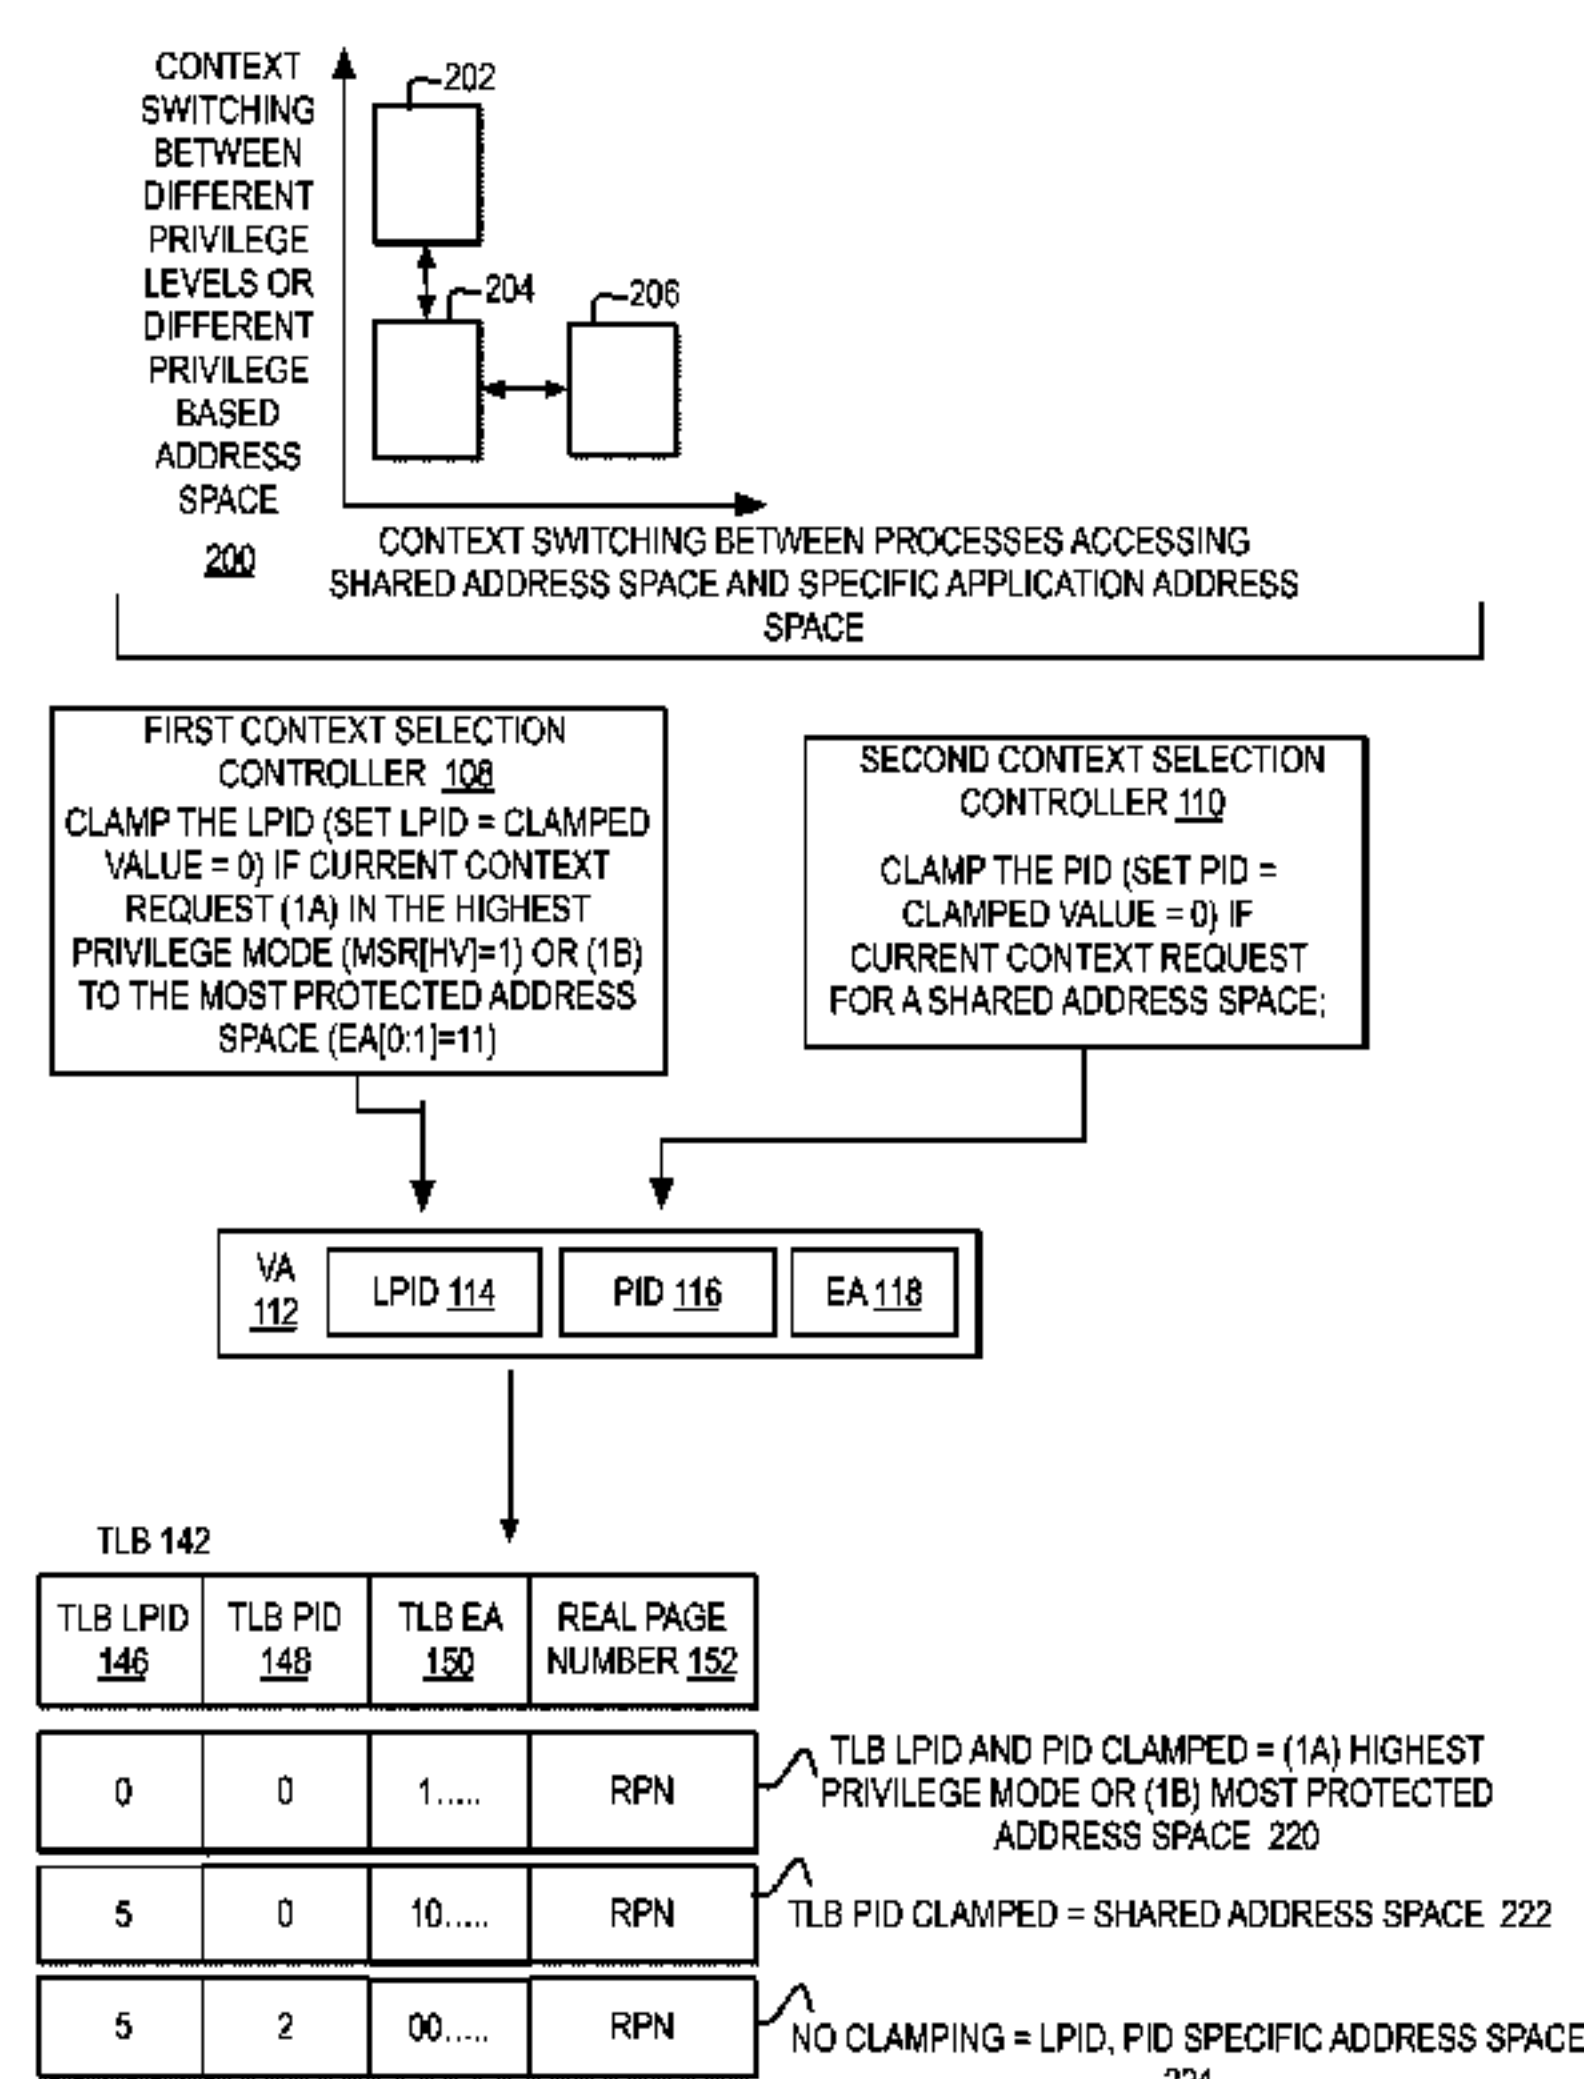 CONTEXT
SWITCHING
BETWEEN
DIFFERENT
PRIVILEGE
LEVELS OR
DIFFERENT
PRIVILEGE
BASED
ADDRESS
SPACE
200
202
204
206
CONTEXT SWITCHING BETWEEN PROCESSES ACCESSING
SHARED ADDRESS SPACE AND SPECIFIC APPLICATION ADDRESS
SPACE
FIRST CONTEXT SELECTION
CONTROLLER 108
CLAMP THE LPID (SET LPID = CLAMPED
VALUE = 0) IF CURRENT CONTEXT
REQUEST (1A) IN THE HIGHEST
PRIVILEGE MODE (MSR[HV]=1) OR (1B)
TO THE MOST PROTECTED ADDRESS
SPACE (EA[0:1]=11)
SECOND CONTEXT SELECTION
CONTROLLER 110
CLAMP THE PID (SET PID =
CLAMPED VALUE = 0) IF
CURRENT CONTEXT REQUEST
FOR A SHARED ADDRESS SPACE;
VA
112
LPID 114
PID 116
EA 118
TLB 142
TLB LPID
146
TLB PID
148
TLB EA
150
REAL PAGE
NUMBER 152
0
0
1.....
RPN
TLB LPID AND PID CLAMPED = (1A) HIGHEST
PRIVILEGE MODE OR (1B) MOST PROTECTED
ADDRESS SPACE 220
5
0
10.....
RPN
TLB PID CLAMPED = SHARED ADDRESS SPACE 222
5
2
00.....
RPN
NO CLAMPING = LPID, PID SPECIFIC ADDRESS SPACE